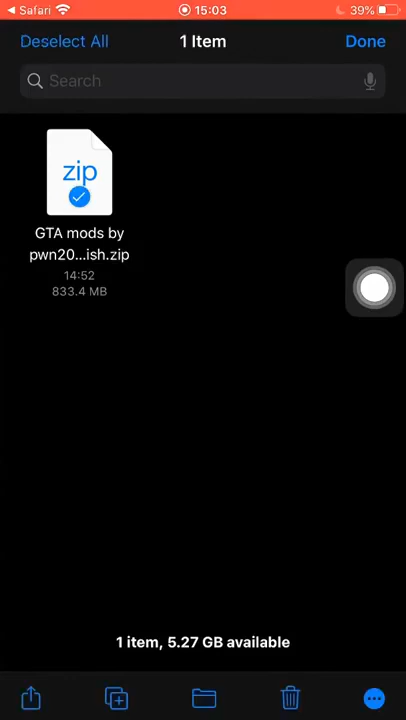 Safari
15:03
39%
Deselect All
1 Item
Done
Search
zip
GTA mods by
pwn20...ish.zip
14:52
833.4 MB
1 item, 5.27 GB available